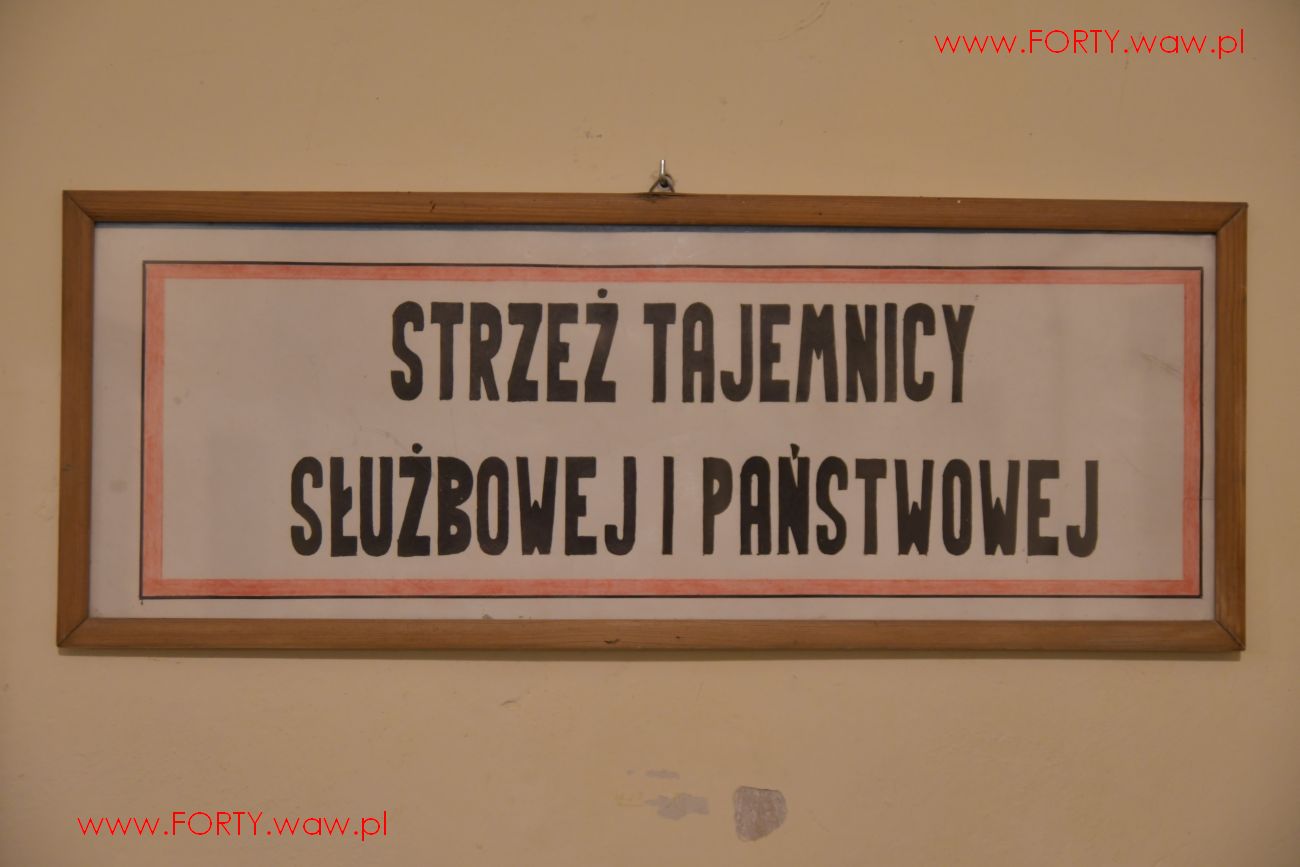 www.FORTY.waw.pl
STRZEŻ TAJEMNICY
SŁUŻBOWEJ I PAŃSTWOWEJ
www.FORTY.waw.pl